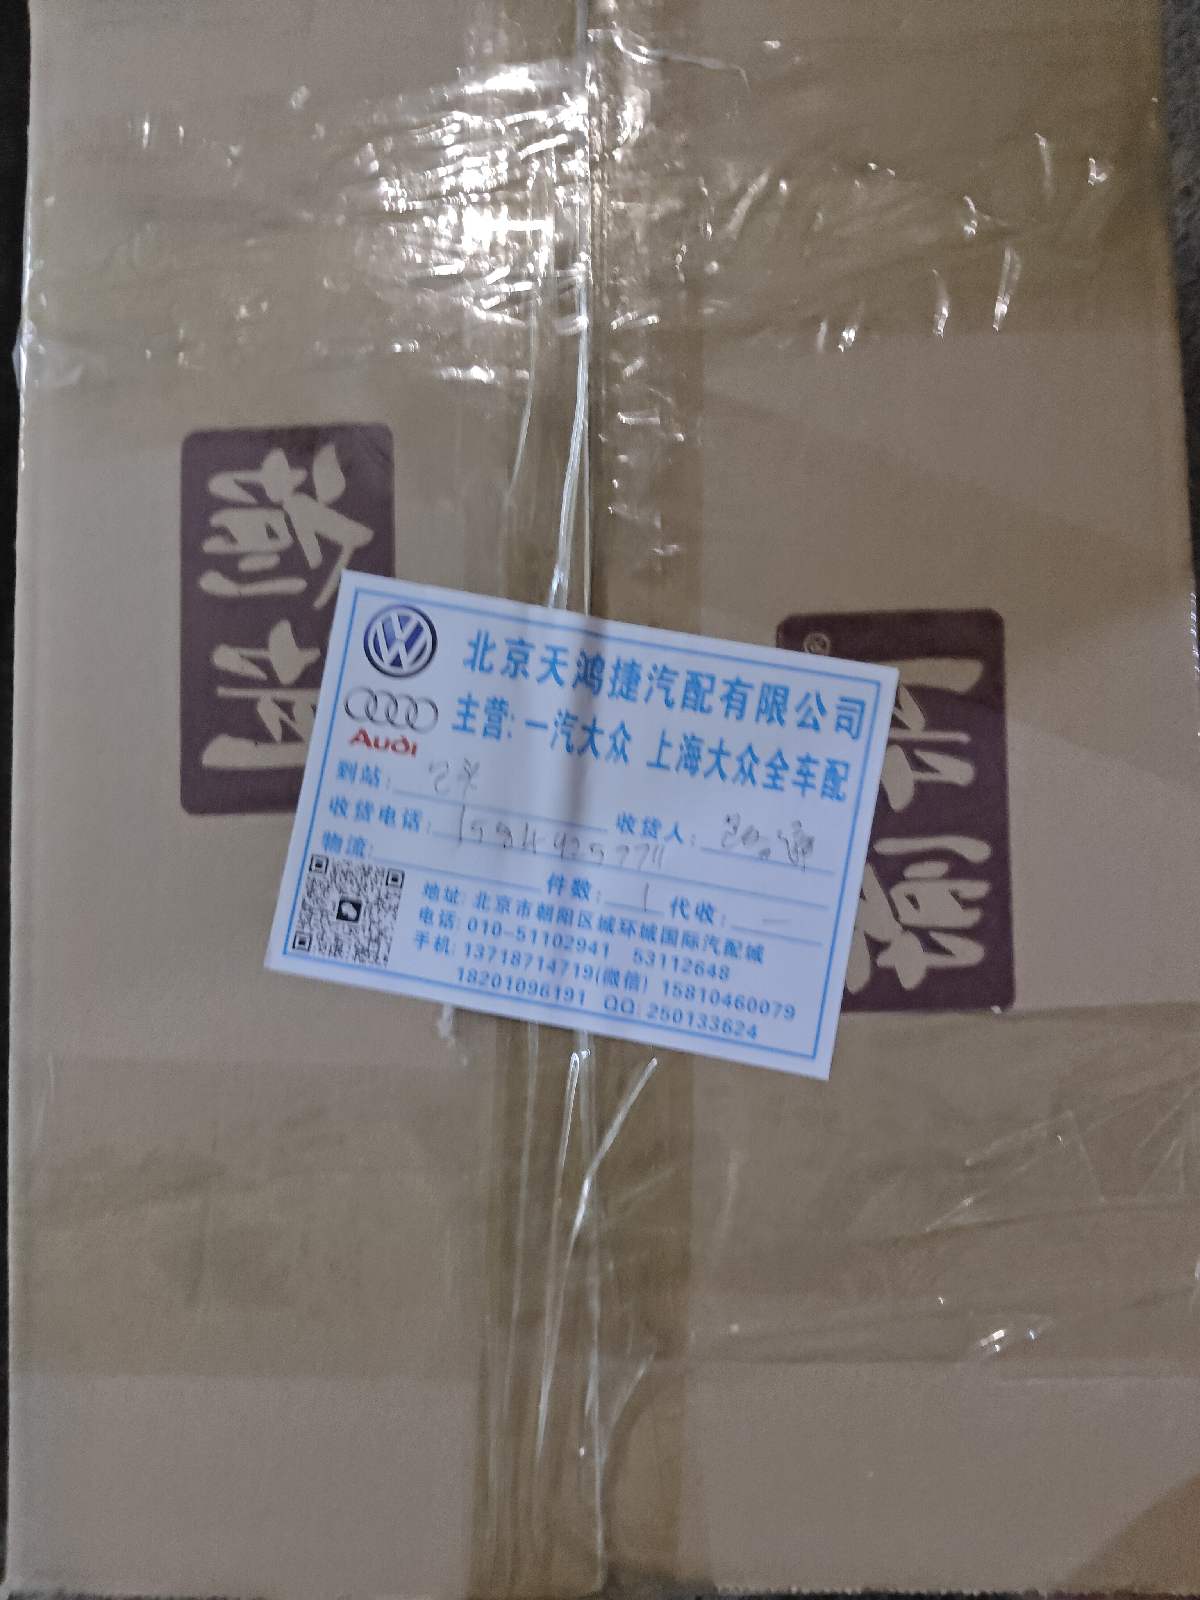 北京天鸿捷汽配有限公司
Audi
主营: 一汽大众 上海大众全车配
到站:
收货人:
收货电话:
物流:
件数: 1 代收: 一
地址: 北京市朝阳区城环城国际汽配城
电话: 010-51102941 53112648
手机: 13718714719(微信) 15810460079
18201096191 QQ: 250133624